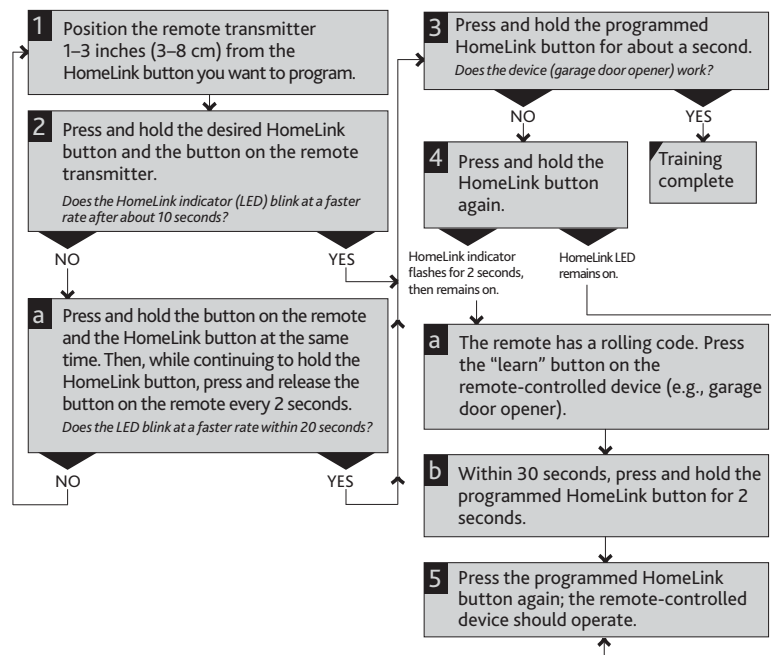 1
Position the remote transmitter
1–3 inches (3–8 cm) from the
HomeLink button you want to program.
2
Press and hold the desired HomeLink
button and the button on the remote
transmitter.
Does the HomeLink indicator (LED) blink at a faster
rate after about 10 seconds?
NO
YES
a
Press and hold the button on the remote
and the HomeLink button at the same
time. Then, while continuing to hold the
HomeLink button, press and release the
button on the remote every 2 seconds.
Does the LED blink at a faster rate within 20 seconds?
NO
YES
3
Press and hold the programmed
HomeLink button for about a second.
Does the device (garage door opener) work?
NO
YES
4
Press and hold the
HomeLink button
again.
Training
complete
HomeLink indicator
flashes for 2 seconds,
then remains on.
HomeLink LED
remains on.
a
The remote has a rolling code. Press
the “learn” button on the
remote-controlled device (e.g., garage
door opener).
b
Within 30 seconds, press and hold the
programmed HomeLink button for 2
seconds.
5
Press the programmed HomeLink
button again; the remote-controlled
device should operate.